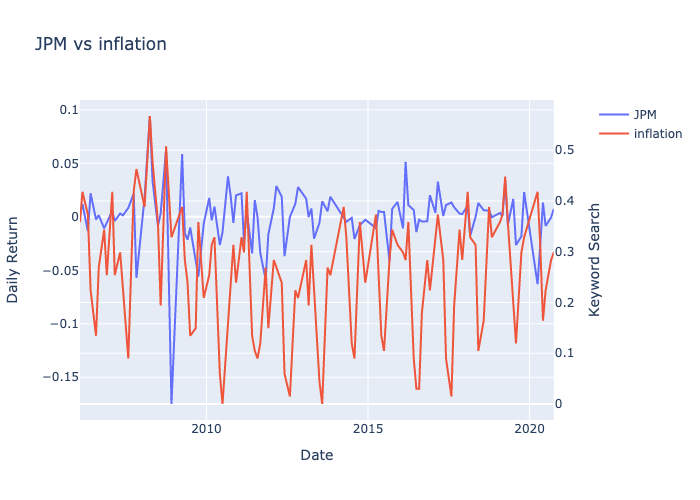 JPM vs inflation
JPM
inflation
0.1
0.05
0
−0.05
−0.1
−0.15
0.5
0.4
0.3
0.2
0.1
0
2010
2015
2020
Daily Return
Keyword Search
Date